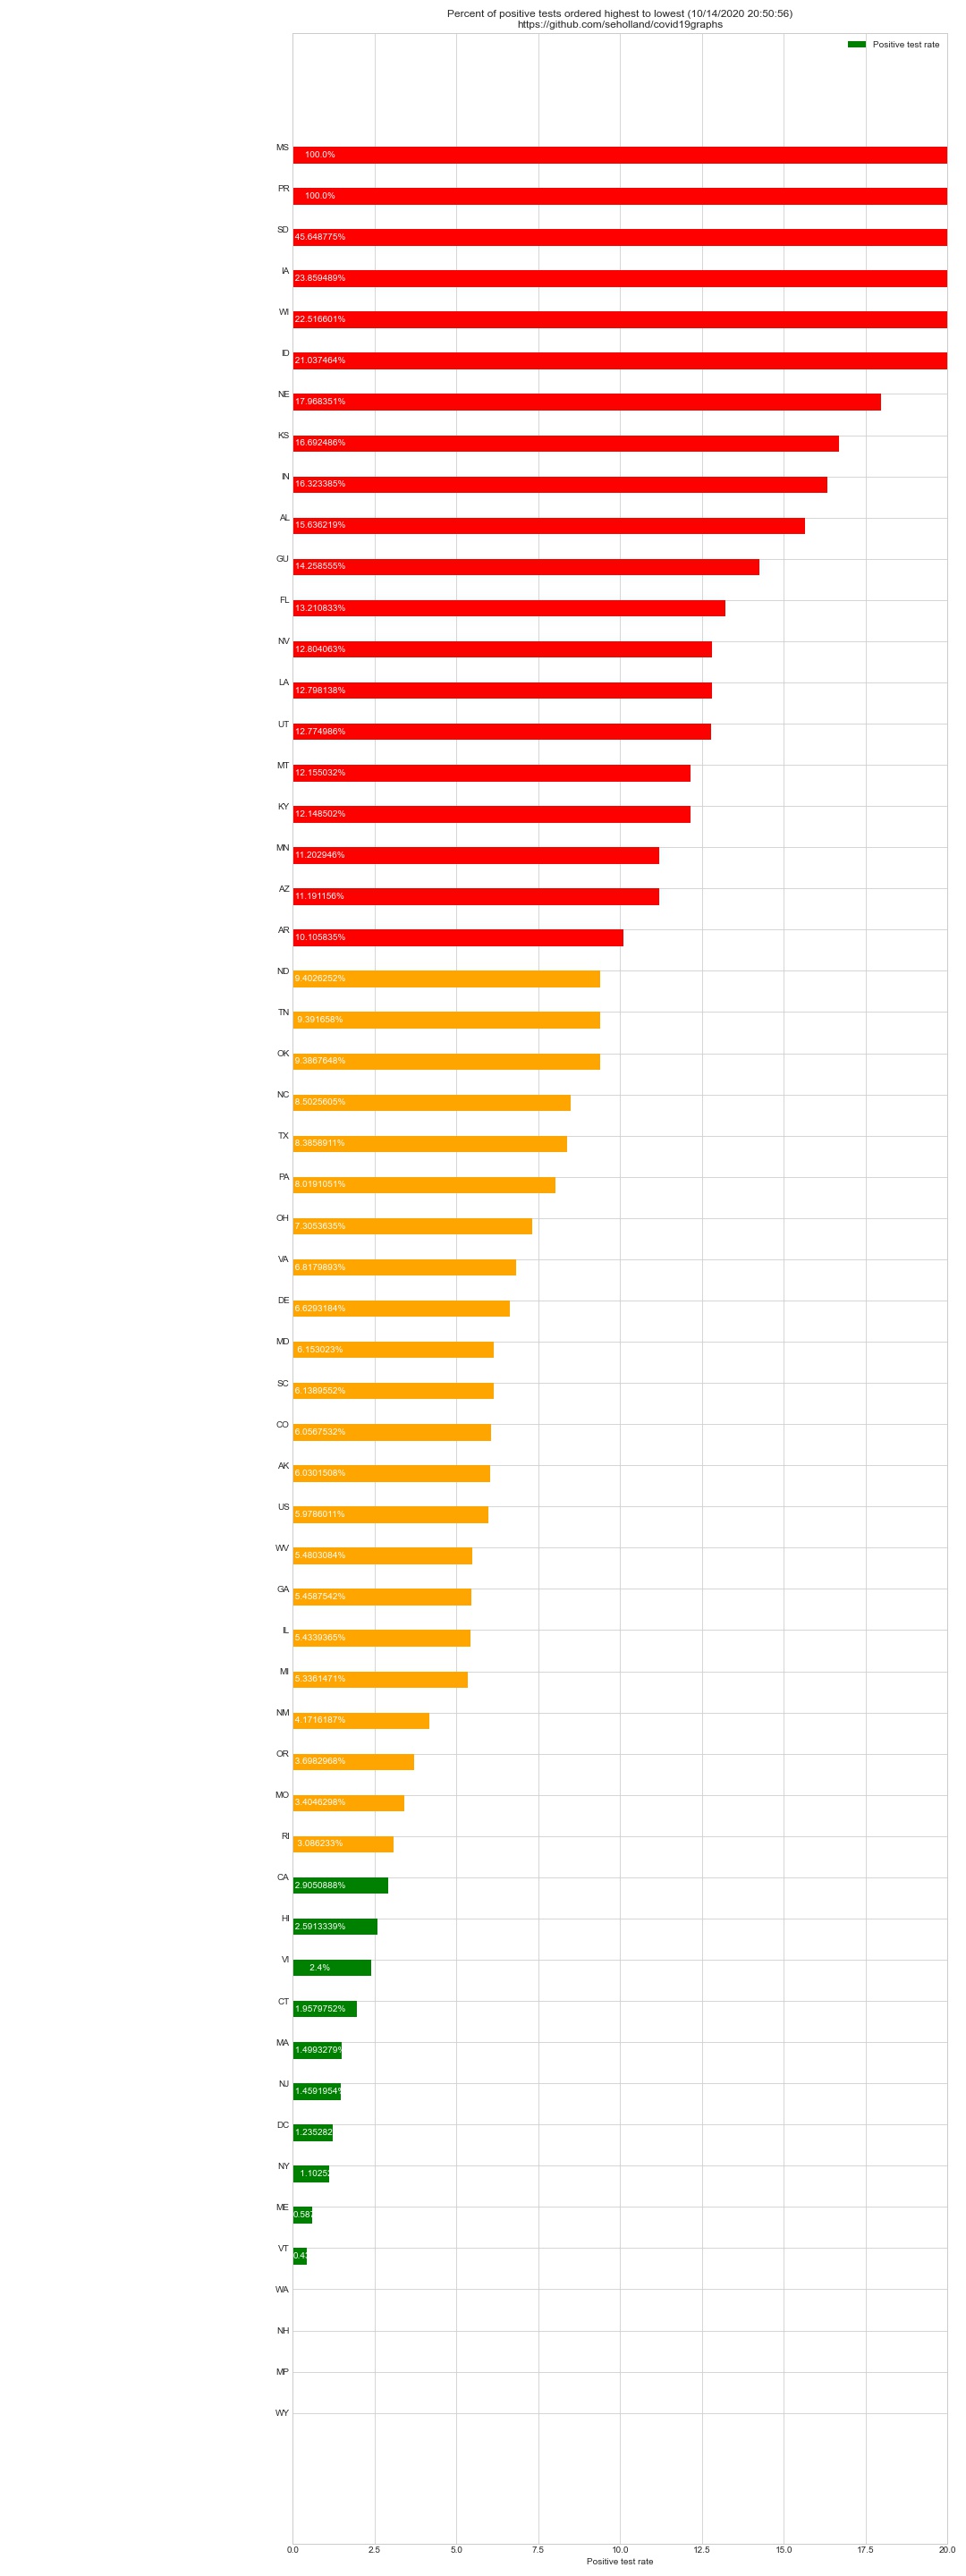 Percent of positive tests ordered highest to lowest (10/14/2020 20:50:56)
https://github.com/seholland/covid19graphs
Positive test rate
MS 100.0%
PR 100.0%
SD 45.648775%
IA 23.859489%
WI 22.516601%
ID 21.037464%
NE 17.968351%
KS 16.692486%
IN 16.323385%
AL 15.636219%
GU 14.258555%
FL 13.210833%
NV 12.804063%
LA 12.798138%
UT 12.774986%
MT 12.155032%
KY 12.148502%
MN 11.202946%
AZ 11.191156%
AR 10.105835%
ND 9.4026252%
TN 9.391658%
OK 9.3867648%
NC 8.5025605%
TX 8.3858911%
PA 8.0191051%
OH 7.3053635%
VA 6.8179893%
DE 6.6293184%
MD 6.153023%
SC 6.1389552%
CO 6.0567532%
AK 6.0301508%
US 5.9786011%
WV 5.4803084%
GA 5.4587542%
IL 5.4339365%
MI 5.3361471%
NM 4.1716187%
OR 3.6982968%
MO 3.4046298%
RI 3.086233%
CA 2.9050888%
HI 2.5913339%
VI 2.4%
CT 1.9579752%
MA 1.4993279%
NJ 1.4591954%
DC 1.235282
NY
ME
VT
WA
NH
MP
WY
0.0 2.5 5.0 7.5 10.0 12.5 15.0 17.5 20.0
Positive test rate